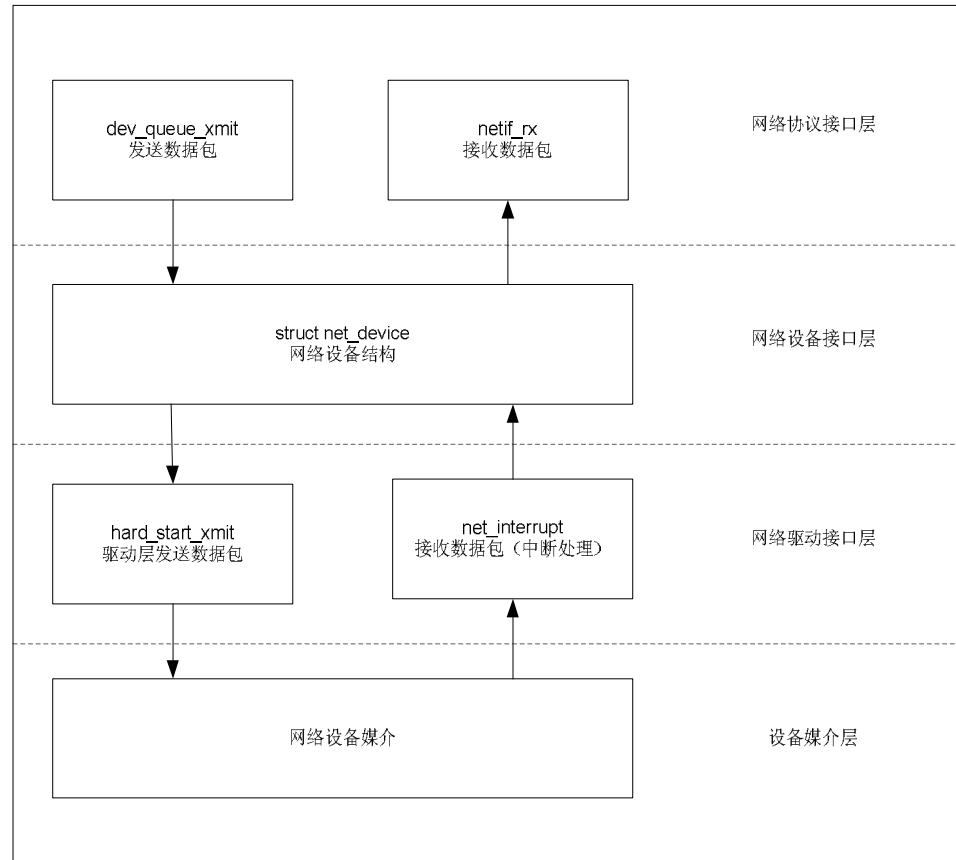 dev_queue_xmit
发送数据包
netif_rx
接收数据包
网络协议接口层
struct net_device
网络设备结构
网络设备接口层
hard_start_xmit
驱动层发送数据包
net_interrupt
接收数据包（中断处理）
网络驱动接口层
网络设备媒介
设备媒介层